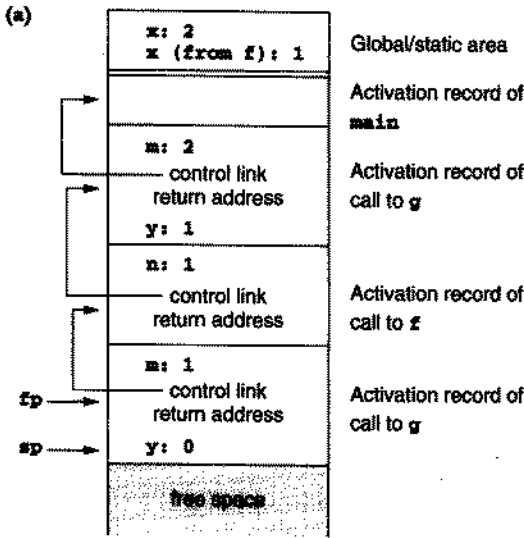 (a)
x: 2
x (from f): 1
Global/static area
Activation record of
main
m: 2
control link
return address
y: 1
Activation record of
call to g
n: 1
control link
return address
Activation record of
call to f
m: 1
control link
return address
y: 0
Activation record of
call to g
fp
sp
free space